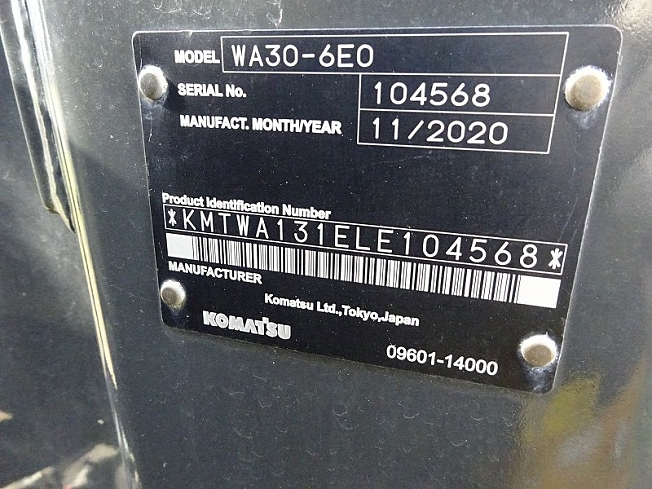 MODEL WA30-6E0
SERIAL No. 104568
MANUFACT. MONTH/YEAR 11/2020
Product Identification Number
*KMTWA131ELE104568*
MANUFACTURER
Komatsu Ltd.,Tokyo,Japan
KOMATSU
09601-14000